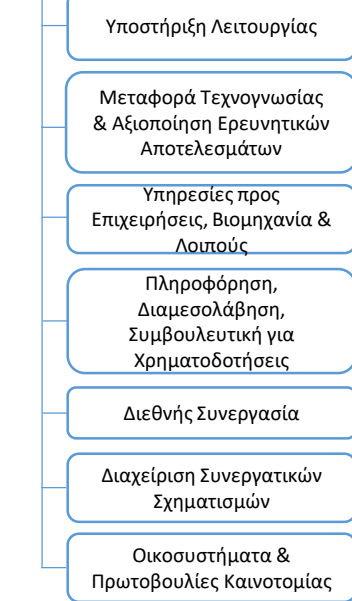 Υποστήριξη Λειτουργίας
Μεταφορά Τεχνογνωσίας
& Αξιοποίηση Ερευνητικών
Αποτελεσμάτων
Υπηρεσίες προς
Επιχειρήσεις, Βιομηχανία &
Λοιπούς
Πληροφόρηση,
Διαμεσολάβηση,
Συμβουλευτική για
Χρηματοδοτήσεις
Διεθνής Συνεργασία
Διαχείριση Συνεργατικών
Σχηματισμών
Οικοσυστήματα &
Πρωτοβουλίες Καινοτομίας